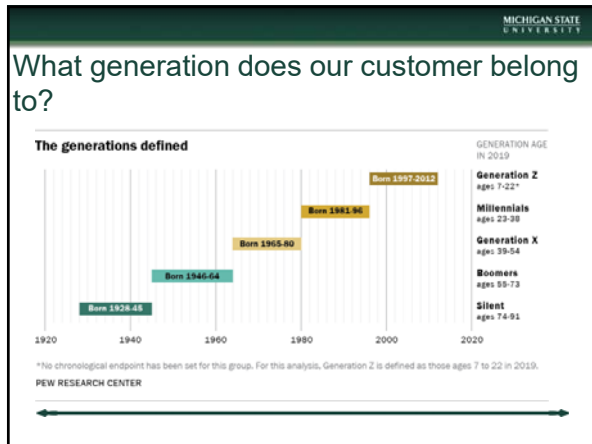 MICHIGAN STATE
UNIVERSITY
What generation does our customer belong
to?
The generations defined
GENERATION AGE
IN 2019
Born 1997-2012
Generation Z
ages 7-22*
Born 1981-96
Millennials
ages 23-38
Born 1965-80
Generation X
ages 39-54
Born 1946-64
Boomers
ages 55-73
Born 1928-45
Silent
ages 74-91
1920 1940 1960 1980 2000 2020
*No chronological endpoint has been set for this group. For this analysis, Generation Z is defined as those ages 7 to 22 in 2019.
PEW RESEARCH CENTER